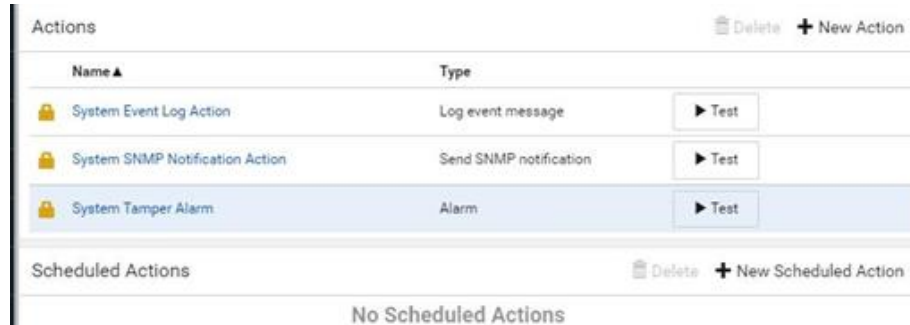 Actions Delete + New Action
Name▲ Type
System Event Log Action Log event message ▶ Test
System SNMP Notification Action Send SNMP notification ▶ Test
System Tamper Alarm Alarm ▶ Test
Scheduled Actions Delete + New Scheduled Action
No Scheduled Actions